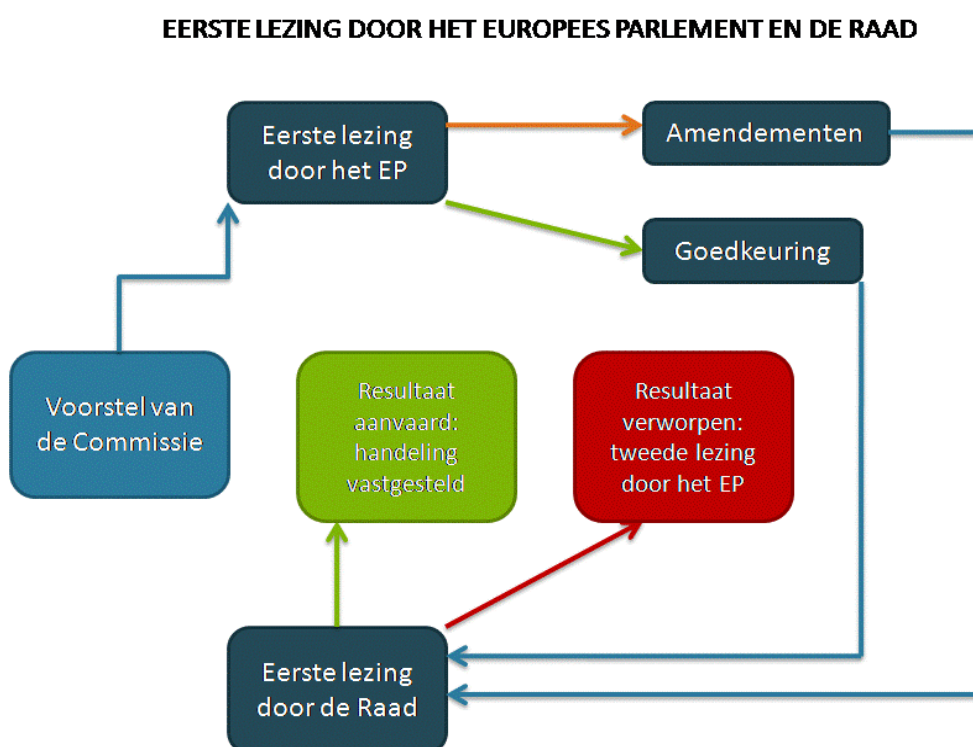 EERSTE LEZING DOOR HET EUROPEES PARLEMENT EN DE RAAD
Eerste lezing
door het EP
Amendementen
Goedkeuring
Voorstel van
de Commissie
Resultaat
aanvaard:
handeling
vastgesteld
Resultaat
verworpen:
tweede lezing
door het EP
Eerste lezing
door de Raad